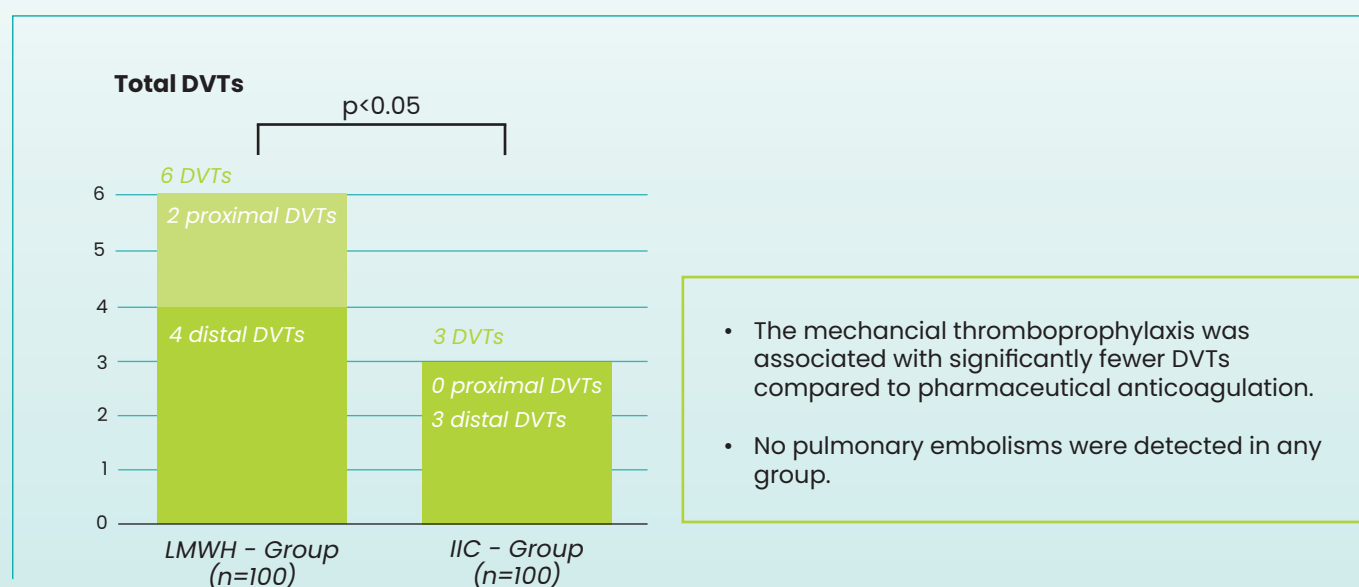 Total DVTs
p<0.05
6 DVTs
6
2 proximal DVTs
5
4
4 distal DVTs
3 DVTs
3
0 proximal DVTs
2
3 distal DVTs
1
0
LMWH - Group
(n=100)
IIC - Group
(n=100)
• The mechancial thromboprophylaxis was
associated with significantly fewer DVTs
compared to pharmaceutical anticoagulation.
• No pulmonary embolisms were detected in any
group.